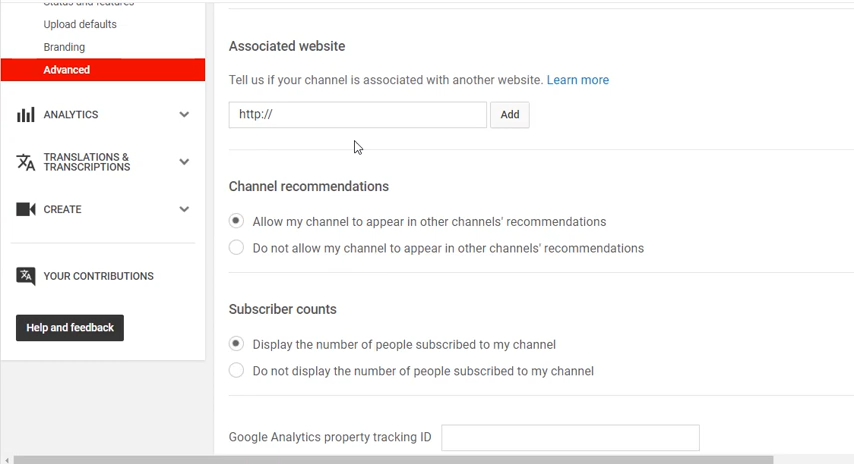 Status and features
Upload defaults
Branding
Advanced
ANALYTICS
TRANSLATIONS &
TRANSCRIPTIONS
CREATE
YOUR CONTRIBUTIONS
Help and feedback
Associated website
Tell us if your channel is associated with another website. Learn more
http://
Add
Channel recommendations
Allow my channel to appear in other channels' recommendations
Do not allow my channel to appear in other channels' recommendations
Subscriber counts
Display the number of people subscribed to my channel
Do not display the number of people subscribed to my channel
Google Analytics property tracking ID